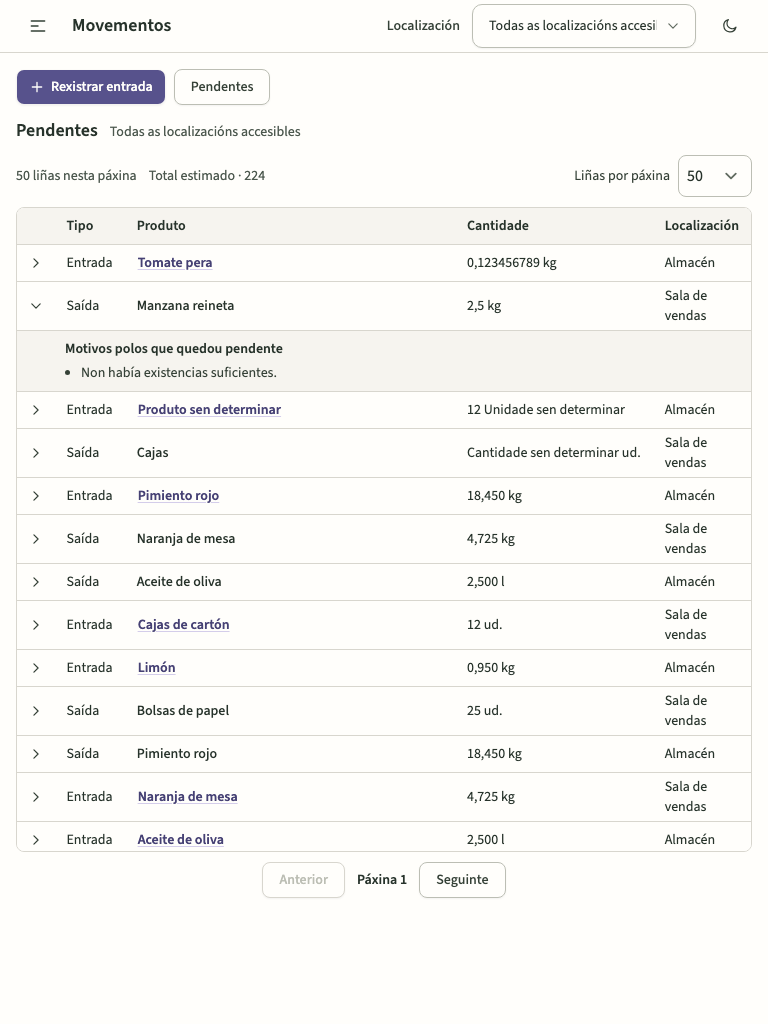 Movementos
Localización
Todas as localizacións accesi
Rexistrar entrada
Pendentes
Pendentes Todas as localizacións accesibles
50 liñas nesta páxina Total estimado · 224
Liñas por páxina 50
Tipo Produto Cantidade Localización
Entrada Tomate pera 0,123456789 kg Almacén
Saída Manzana reineta 2,5 kg Sala de vendas
Motivos polos que quedou pendente
• Non había existencias suficientes.
Entrada Produto sen determinar 12 Unidade sen determinar Almacén
Saída Cajas Cantidade sen determinar ud. Sala de vendas
Entrada Pimiento rojo 18,450 kg Almacén
Saída Naranja de mesa 4,725 kg Sala de vendas
Saída Aceite de oliva 2,500 l Almacén
Entrada Cajas de cartón 12 ud. Sala de vendas
Entrada Limón 0,950 kg Almacén
Saída Bolsas de papel 25 ud. Sala de vendas
Saída Pimiento rojo 18,450 kg Almacén
Entrada Naranja de mesa 4,725 kg Sala de vendas
Entrada Aceite de oliva 2,500 l Almacén
Anterior Páxina 1 Seguinte